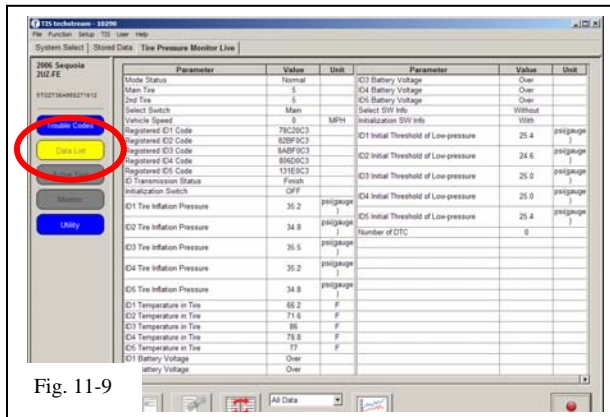 TIS techstream - 10290
File Function Setup TIS User Help
System Select Stored Data Tire Pressure Monitor Live
2006 Sequoia
2UZ-FE
Trouble Codes
Data List
Utility
Parameter Value Unit Parameter Value Unit
Mode Status Normal ID3 Battery Voltage Over
Main Tire 5 ID4 Battery Voltage Over
2nd Tire 5 ID5 Battery Voltage Over
Select Switch Main Select SW Info Without
Vehicle Speed 0 MPH Initialization SW Info With
Registered ID1 Code 78C20C3
Registered ID2 Code 82BF0C3
Registered ID3 Code 8ABF0C3
Registered ID4 Code 806D0C3
Registered ID5 Code 131E0C3
ID Transmission Status Finish
Initialization Switch OFF
ID1 Tire Inflation Pressure 35.2 psi(gauge)
ID2 Tire Inflation Pressure 34.8 psi(gauge)
ID3 Tire Inflation Pressure 35.5 psi(gauge)
ID4 Tire Inflation Pressure 35.2 psi(gauge)
ID5 Tire Inflation Pressure 34.8 psi(gauge)
ID1 Temperature in Tire 66.2 F
ID2 Temperature in Tire 71.6 F
ID3 Temperature in Tire 86 F
ID4 Temperature in Tire 78.8 F
ID5 Temperature in Tire 77 F
ID1 Battery Voltage Over
Battery Voltage Over
ID1 Initial Threshold of Low-pressure 25.4 psi(gauge)
ID2 Initial Threshold of Low-pressure 24.6 psi(gauge)
ID3 Initial Threshold of Low-pressure 25.0 psi(gauge)
ID4 Initial Threshold of Low-pressure 25.0 psi(gauge)
ID5 Initial Threshold of Low-pressure 25.4 psi(gauge)
Number of DTC 0
All Data
Fig. 11-9